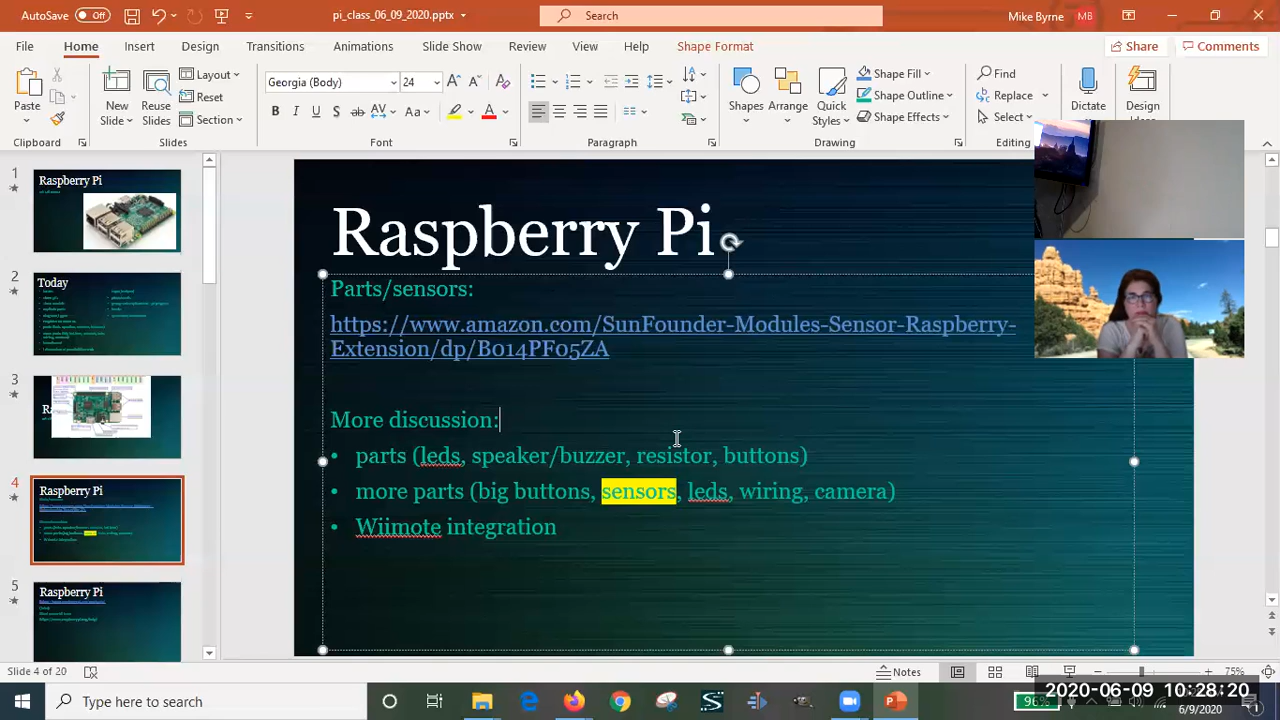 AutoSave Off
pi_class_06_09_2020.pptx
Search
Mike Byrne MB
File Home Insert Design Transitions Animations Slide Show Review View Help Shape Format
Share Comments
Georgia (Body) 24
Layout
Reset
Section
Paste
New Slide
Reuse Slides
Shapes Arrange Quick Styles
Shape Fill
Shape Outline
Shape Effects
Find
Replace
Select
Dictate
Design Ideas
Clipboard Slides Font Paragraph Drawing Editing
1
Raspberry Pi
2
Today
3
4
Raspberry Pi
5
Raspberry Pi
Raspberry Pi
Parts/sensors:
https://www.amazon.com/SunFounder-Modules-Sensor-Raspberry-
Extension/dp/B014PF05ZA
More discussion:
• parts (leds, speaker/buzzer, resistor, buttons)
• more parts (big buttons, sensors, leds, wiring, camera)
• Wiimote integration
Slide 4 of 20
Notes
75%
Type here to search
96%
2020-06-09 10:28:20
6/9/2020